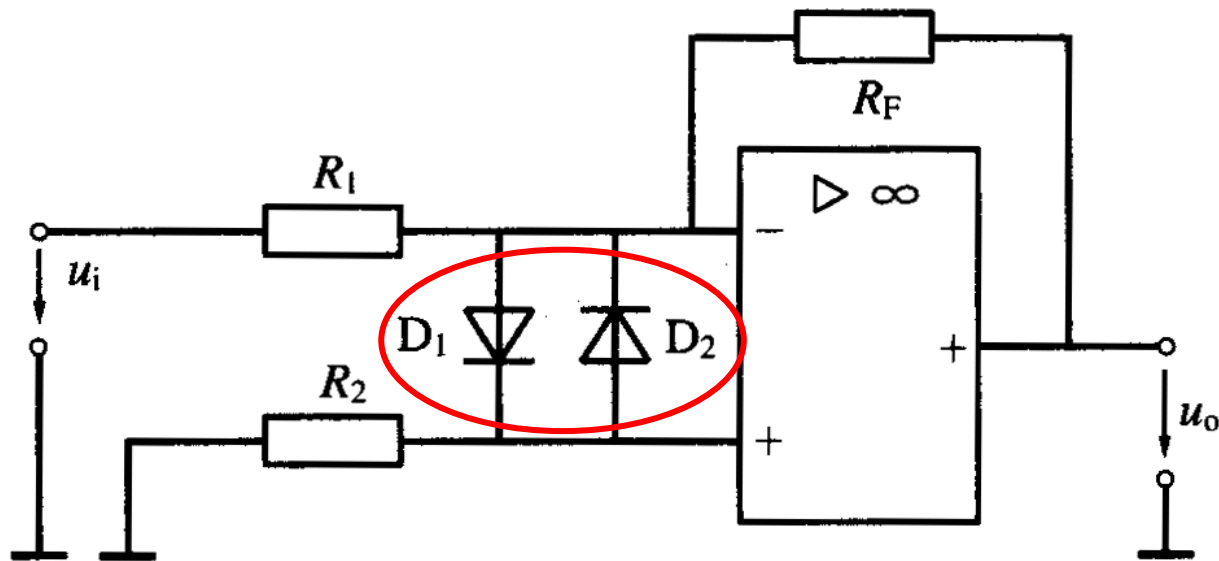 R_F
▷ ∞
R_1
−
u_i
D_1
D_2
+
R_2
+
u_o